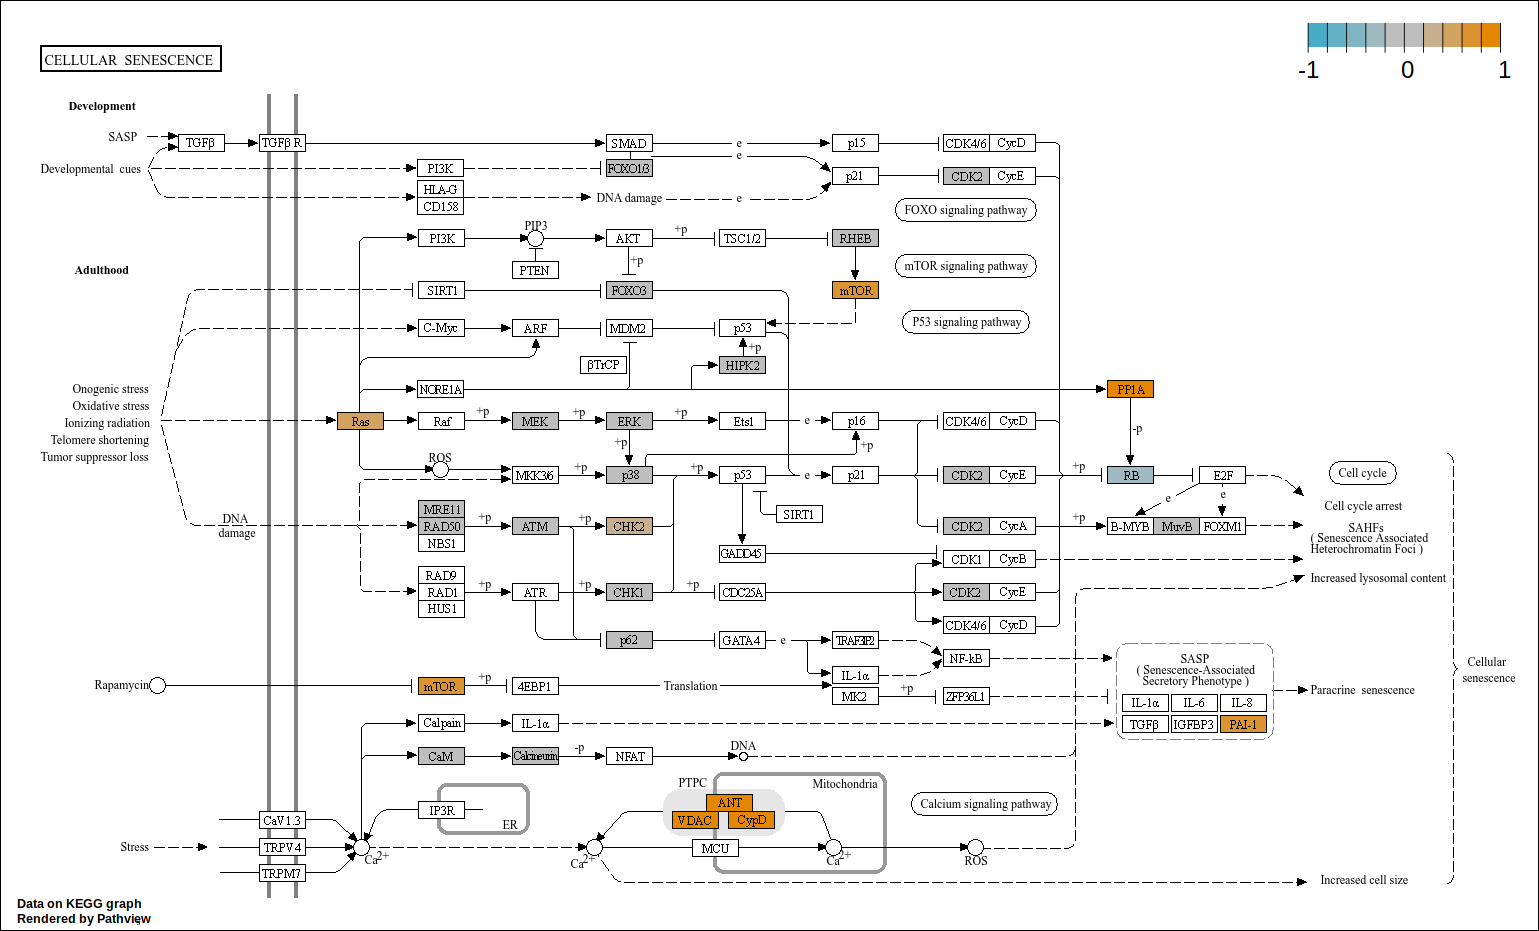 CELLULAR SENESCENCE
-1 0 1
Development
SASP
TGFβ
TGFβ R
SMAD
e
e
p15
CDK4/6 CycD
Developmental cues
PI3K
FOXO1/3
p21
CDK2 CycE
HLA-G
CD158
DNA damage
e
FOXO signaling pathway
PIP3
PI3K
AKT
+p
TSC1/2
RHEB
Adulthood
PTEN
+p
mTOR signaling pathway
SIRT1
FOXO3
mTOR
C-Myc
ARF
MDM2
p53
P53 signaling pathway
+p
βTrCP
HIPK2
NORE1A
PP1A
Onogenic stress
Oxidative stress
Ionizing radiation
Telomere shortening
Tumor suppressor loss
Ras
Raf
+p
MEK
+p
ERK
+p
Ets1
e
p16
CDK4/6 CycD
-p
+p
+p
ROS
MKK3/6
+p
p38
+p
p53
e
p21
CDK2 CycE
+p
RB
E2F
Cell cycle
e
e
Cell cycle arrest
DNA
damage
MRE11
RAD50
NBS1
+p
ATM
+p
CHK2
SIRT1
CDK2 CycA
+p
B-MYB MuvB FOXM1
SAHFs
( Senescence Associated
Heterochromatin Foci )
GADD45
CDK1 CycB
RAD9
RAD1
HUS1
+p
ATR
+p
CHK1
+p
CDC25A
CDK2 CycE
Increased lysosomal content
CDK4/6 CycD
p62
GATA4
e
TRAF3IP2
NF-kB
IL-1α
SASP
( Senescence-Associated
Secretory Phenotype )
IL-1α IL-6 IL-8
TGFβ IGFBP3 PAI-1
Paracrine senescence
Cellular
senescence
Rapamycin
mTOR
+p
4EBP1
Translation
MK2
+p
ZFP36L1
Calpain
IL-1α
CaM
Calcineurin
-p
NFAT
DNA
PTPC
Mitochondria
ANT
VDAC
CypD
MCU
Calcium signaling pathway
IP3R
ER
CaV1.3
Stress
TRPV4
TRPM7
Ca2+
Ca2+
Ca2+
ROS
Increased cell size
Data on KEGG graph
Rendered by Pathview